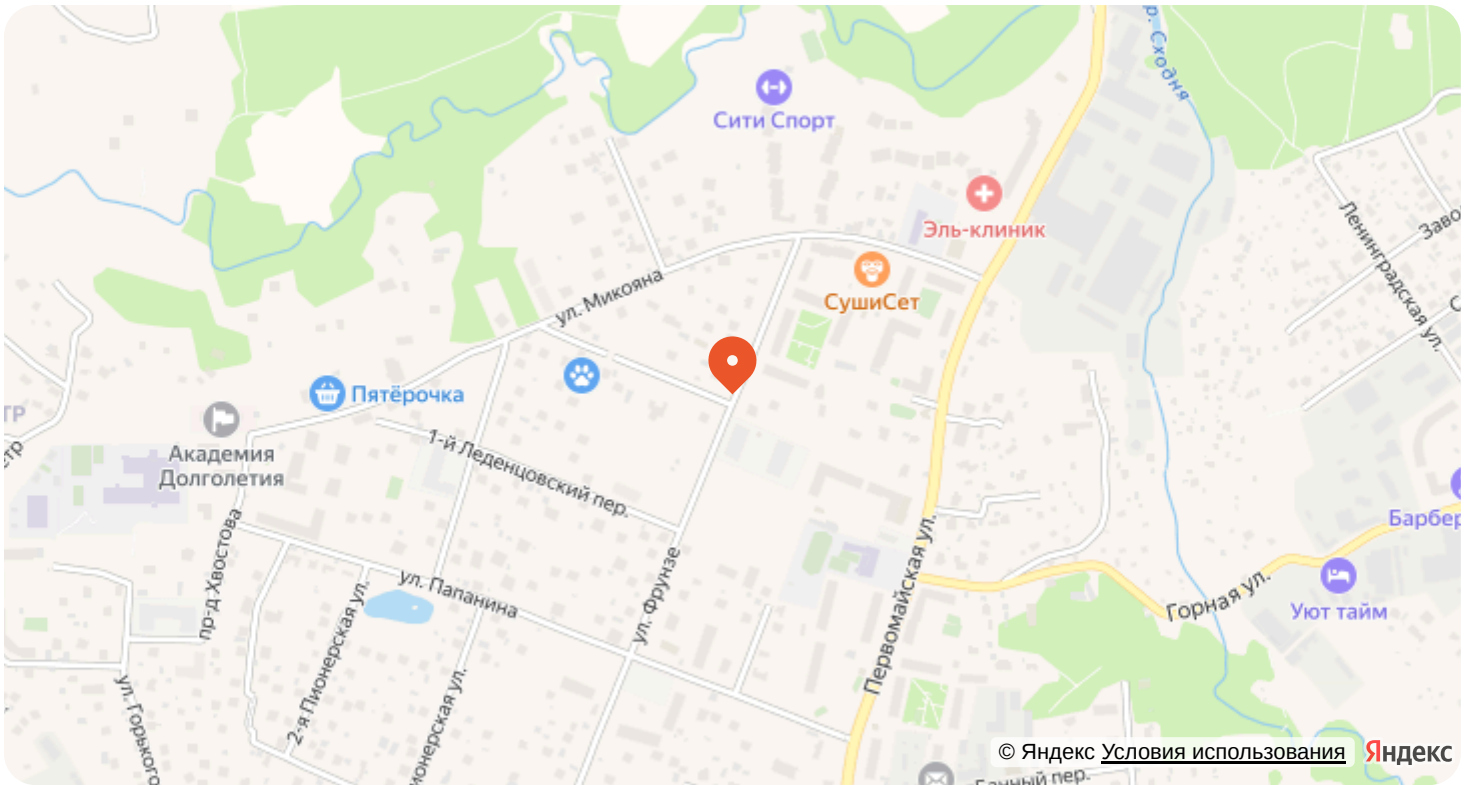 р. Сходня
Сити Спорт
Эль-клиник
Ленинградская ул.
СушиСет
ул. Микояна
Пятёрочка
Академия
Долголетия
1-й Леденцовский пер.
пр-д Хвостова
ул. Папанина
ул. Фрунзе
Первомайская ул.
Барбер
Горная ул.
Уют тайм
2-я Пионерская ул.
ионерская ул.
ул. Горького
Банный пер.
© Яндекс Условия использования
Яндекс